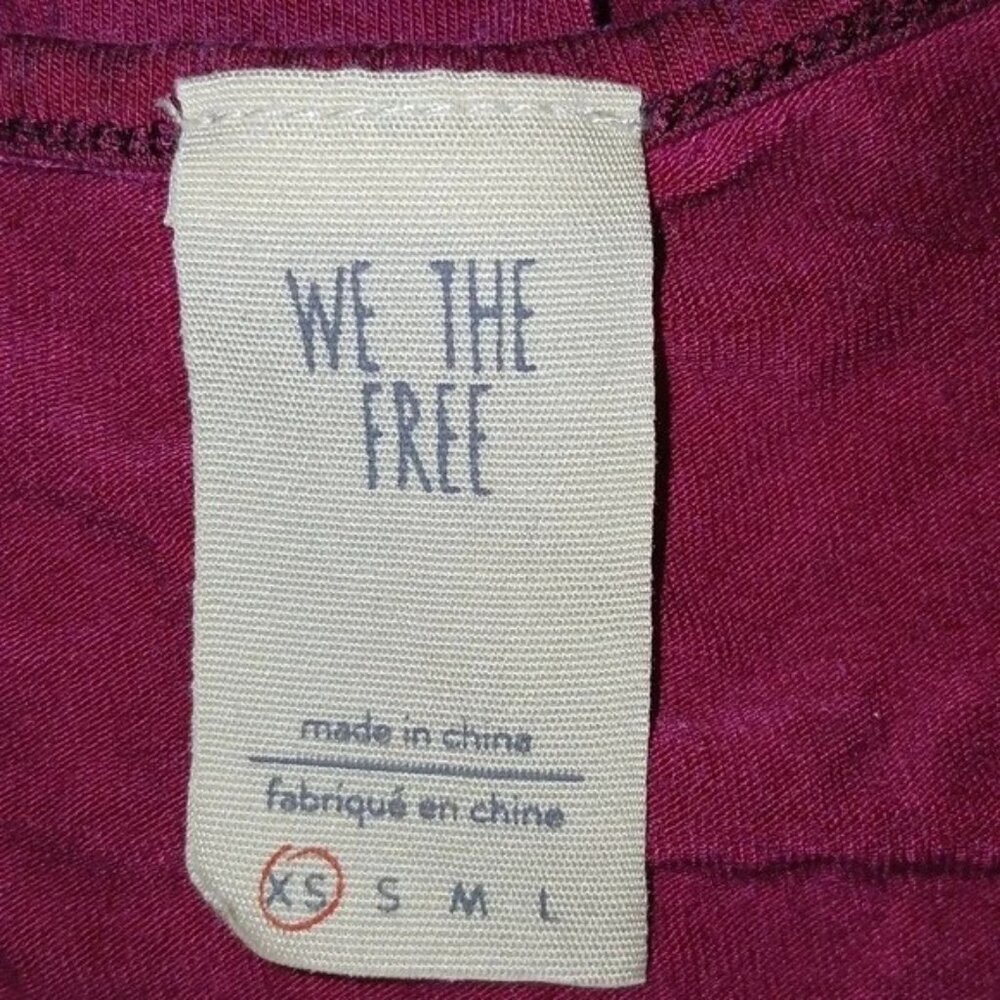 WE THE
FREE
made in china
fabriqué en chine
XS S M L